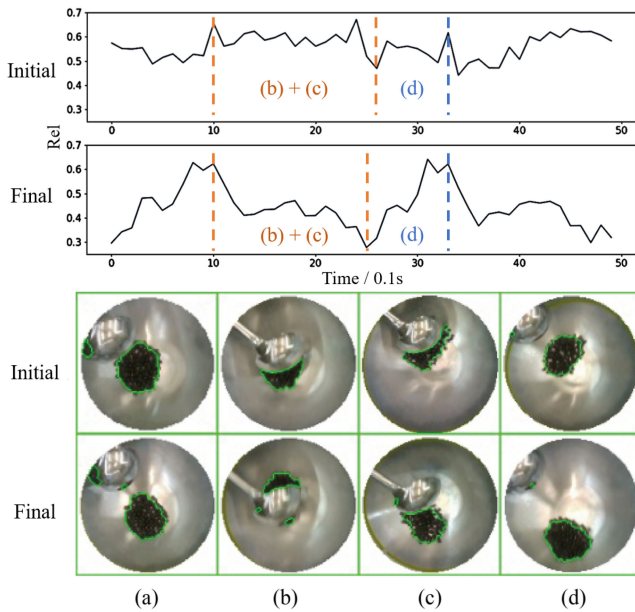 0.7
0.6
0.5
0.4
0.3
Initial
(b) + (c)
(d)
0 10 20 30 40 50
Rel
0.7
0.6
0.5
0.4
0.3
Final
(b) + (c)
(d)
0 10 20 30 40 50
Time / 0.1s
Initial
Final
(a) (b) (c) (d)